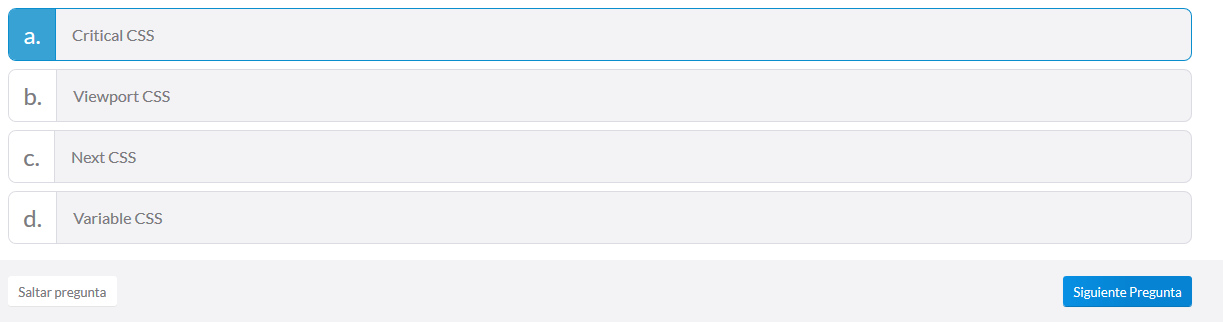 a. Critical CSS
b. Viewport CSS
c. Next CSS
d. Variable CSS
Saltar pregunta Siguiente Pregunta